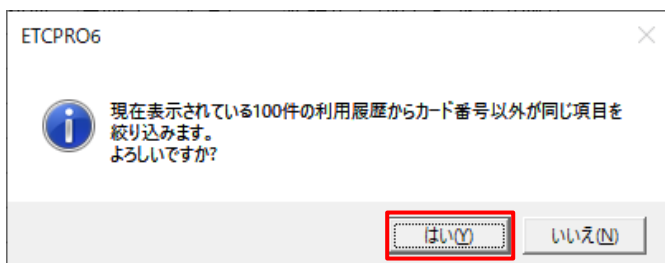 ETCPRO6
現在表示されている100件の利用履歴からカード番号以外が同じ項目を
絞り込みます。
よろしいですか?
はい(Y)
いいえ(N)